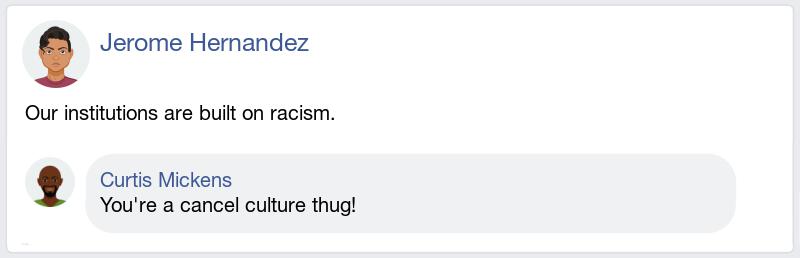 Jerome Hernandez
Our institutions are built on racism.
Curtis Mickens
You're a cancel culture thug!